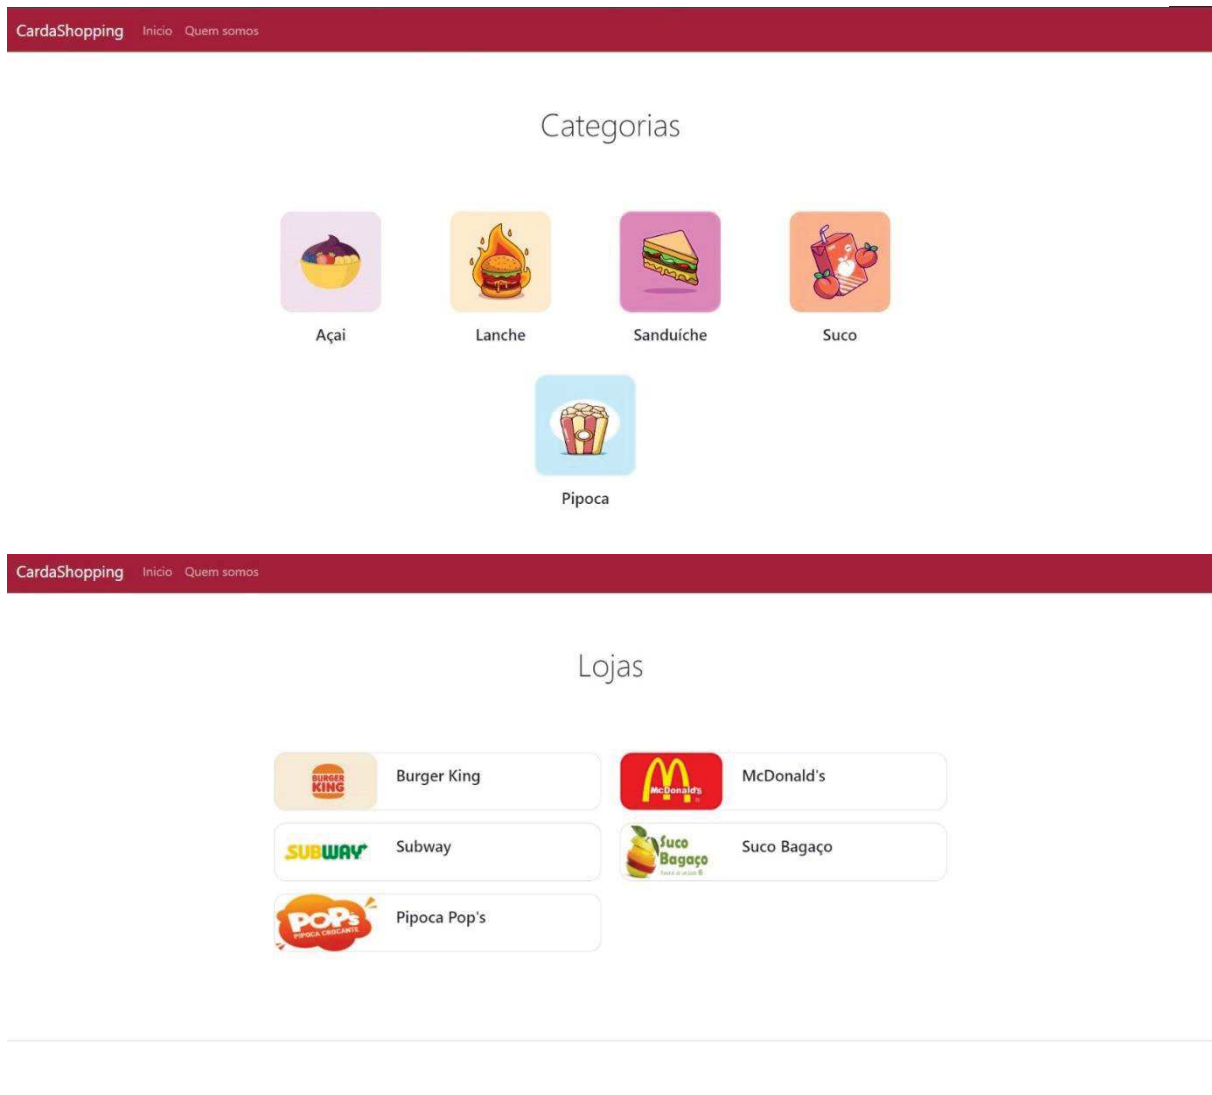 CardaShopping Inicio Quem somos
Categorias
Açai Lanche Sanduíche Suco
Pipoca
CardaShopping Inicio Quem somos
Lojas
BURGER
KING
Burger King
McDonald's
McDonald's
SUBWAY
Subway
Suco
Bagaço
Suco Bagaço
POP's
PIPOCA CROCANTE
Pipoca Pop's